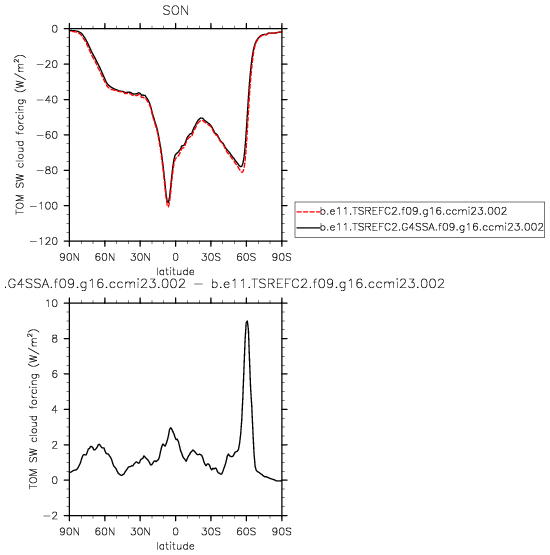 SON
0
−20
−40
−60
−80
−100
−120
TOM SW cloud forcing (W/m²)
90N 60N 30N 0 30S 60S 90S
latitude
b.e11.TSREFC2.f09.g16.ccmi23.002
b.e11.TSREFC2.G4SSA.f09.g16.ccmi23.002
.G4SSA.f09.g16.ccmi23.002 − b.e11.TSREFC2.f09.g16.ccmi23.002
10
8
6
4
2
0
−2
TOM SW cloud forcing (W/m²)
90N 60N 30N 0 30S 60S 90S
latitude